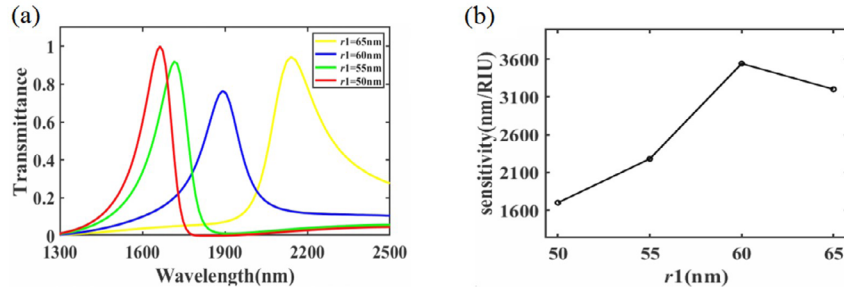 (a)
Transmittance
1
0.8
0.6
0.4
0.2
0
1300 1600 1900 2200 2500
Wavelength(nm)
r1=65nm
r1=60nm
r1=55nm
r1=50nm
(b)
sensitivity(nm/RIU)
3600
3100
2600
2100
1600
50 55 60 65
r1(nm)